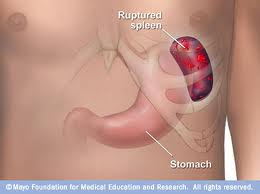 Ruptured
spleen
Stomach
© Mayo Foundation for Medical Education and Research. All rights reserved.